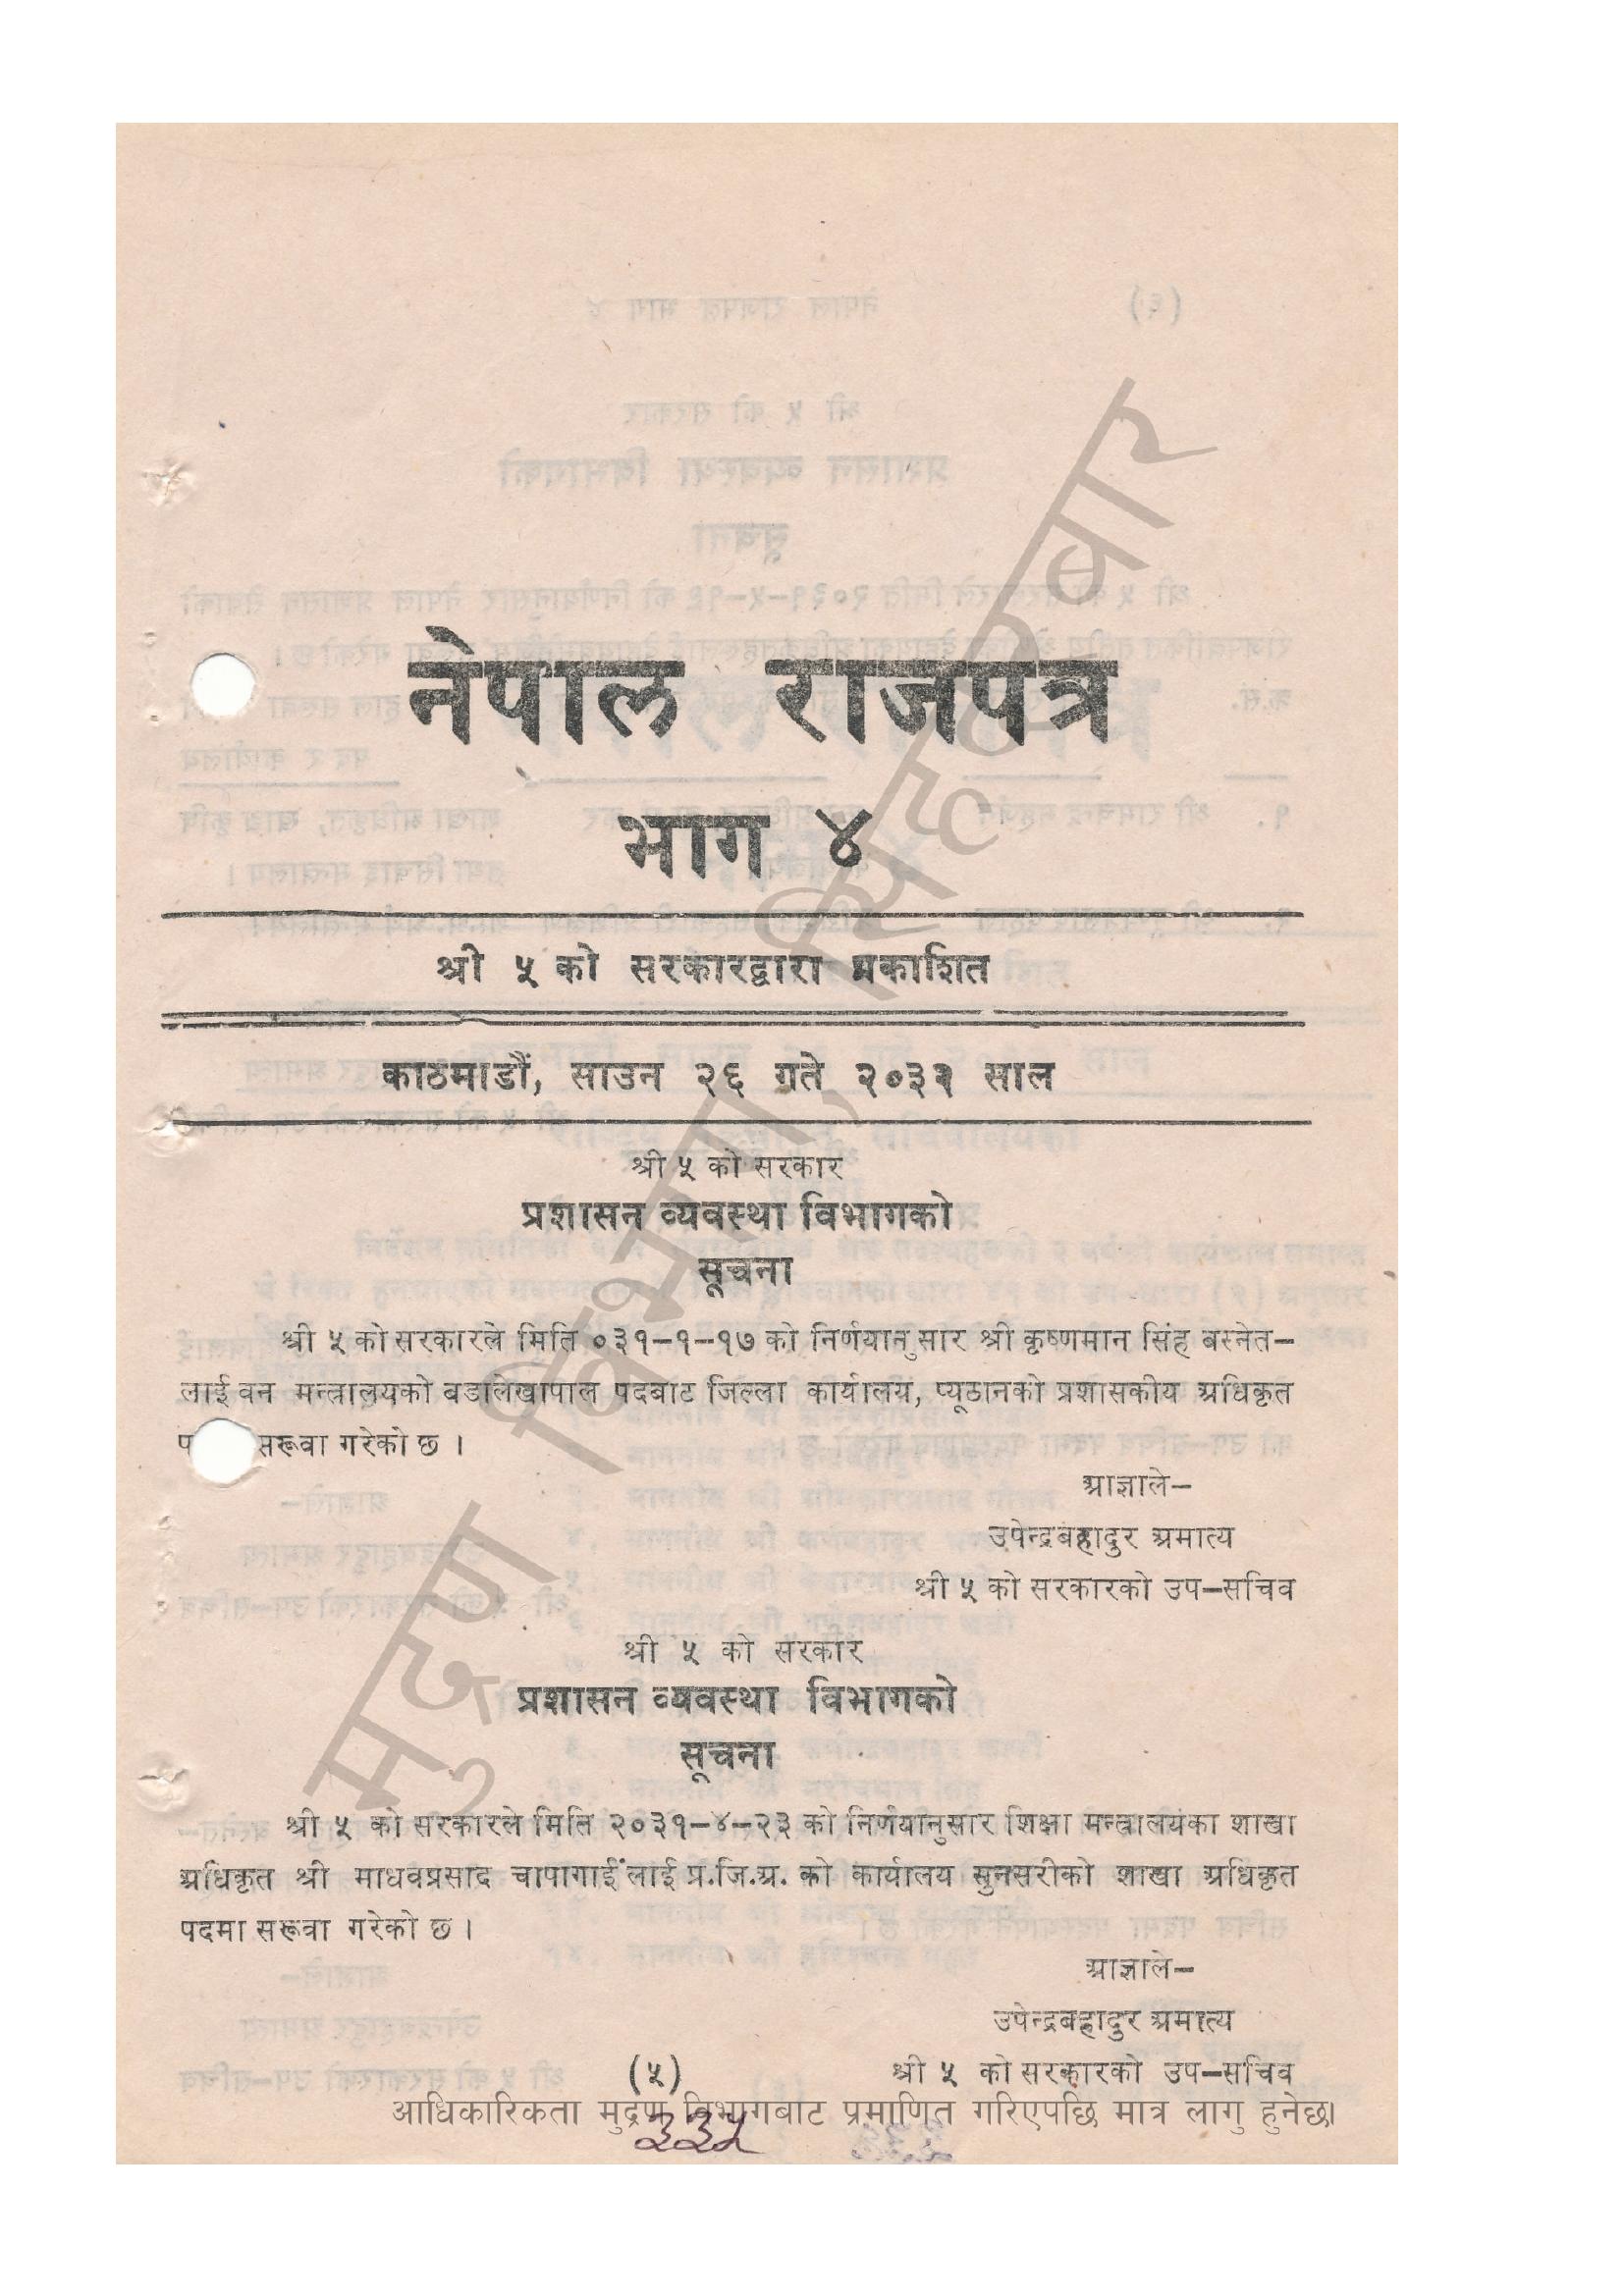 नेपाल राजपत्र
भाग ४
श्री ५ को सरकारद्वारा प्रकाशित
काठमाडौं, साउन २६ गते साल
श्री ५ को सरकार
प्रशासन व्यवस्था विभागको
सूचना
श्री ५ को सरकारले मिति ०३१–१–१७ को निर्णयानुसार श्री कृष्णमान सिंह बस्नेत–
लाई वन मन्त्रालयको बडालेखापाल पदबाट जिल्ला कार्यालय, प्यूठानको प्रशासकीय अधिकृत
सरूवा गरेको छ ।
आज्ञाले–
उपेन्द्रबहादुर अमात्य
श्री ५ को सरकारको उप–सचिव
श्री ५ को सरकार
प्रशासन व्यवस्था विभागको
सूचना
श्री ५ को सरकारले मिति २०३१–४–२३ को निर्णयानुसार शिक्षा मन्त्रालयका शाखा
अधिकृत श्री माधवप्रसाद चापागाईंलाई प्र.जि.अ. को कार्यालय सुनसरीको शाखा अधिकृत
पदमा सरूवा गरेको छ ।
आज्ञाले–
उपेन्द्रबहादुर अमात्य
श्री ५ को सरकारको उप–सचिव
(५)
आधिकारिकता मुद्रण विभागबाट प्रमाणित गरिएपछि मात्र लागु हुनेछ।
३३५
मुद्रण विभाग, सिंहदरबार